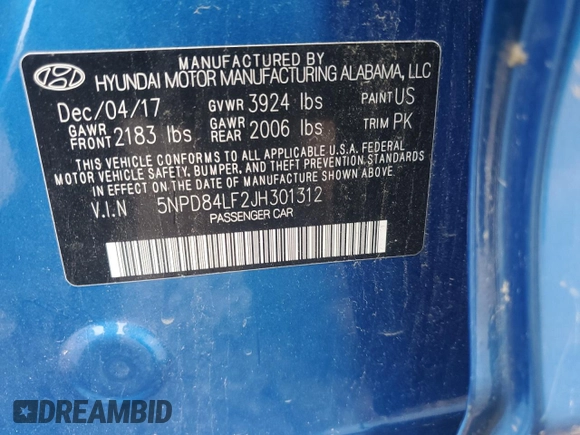 MANUFACTURED BY
HYUNDAI MOTOR MANUFACTURING ALABAMA, LLC
Dec/04/17 GVWR 3924 lbs PAINT US
GAWR FRONT 2183 lbs GAWR REAR 2006 lbs TRIM PK
THIS VEHICLE CONFORMS TO ALL APPLICABLE U.S.A. FEDERAL
MOTOR VEHICLE SAFETY, BUMPER, AND THEFT PREVENTION STANDARDS
IN EFFECT ON THE DATE OF MANUFACTURE SHOWN ABOVE.
V.I.N 5NPD84LF2JH301312
PASSENGER CAR
DREAMBID